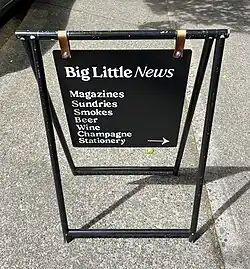 Big Little News
Magazines
Sundries
Smokes
Beer
Wine
Champagne
Stationery